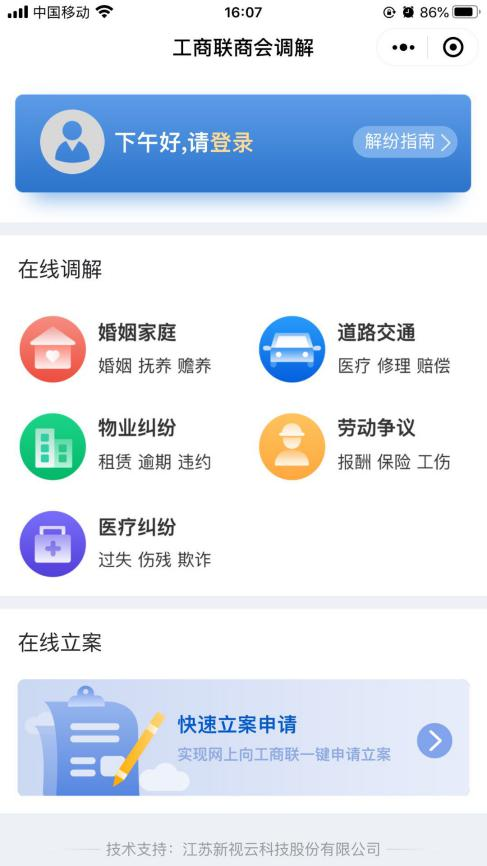 中国移动 16:07 86%
工商联商会调解
下午好,请登录 解纷指南
在线调解
婚姻家庭
婚姻 抚养 赡养
道路交通
医疗 修理 赔偿
物业纠纷
租赁 逾期 违约
劳动争议
报酬 保险 工伤
医疗纠纷
过失 伤残 欺诈
在线立案
快速立案申请
实现网上向工商联一键申请立案
技术支持：江苏新视云科技股份有限公司